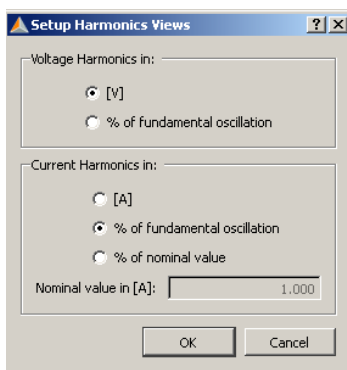 Setup Harmonics Views
Voltage Harmonics in:
[V]
% of fundamental oscillation
Current Harmonics in:
[A]
% of fundamental oscillation
% of nominal value
Nominal value in [A]: 1.000
OK Cancel